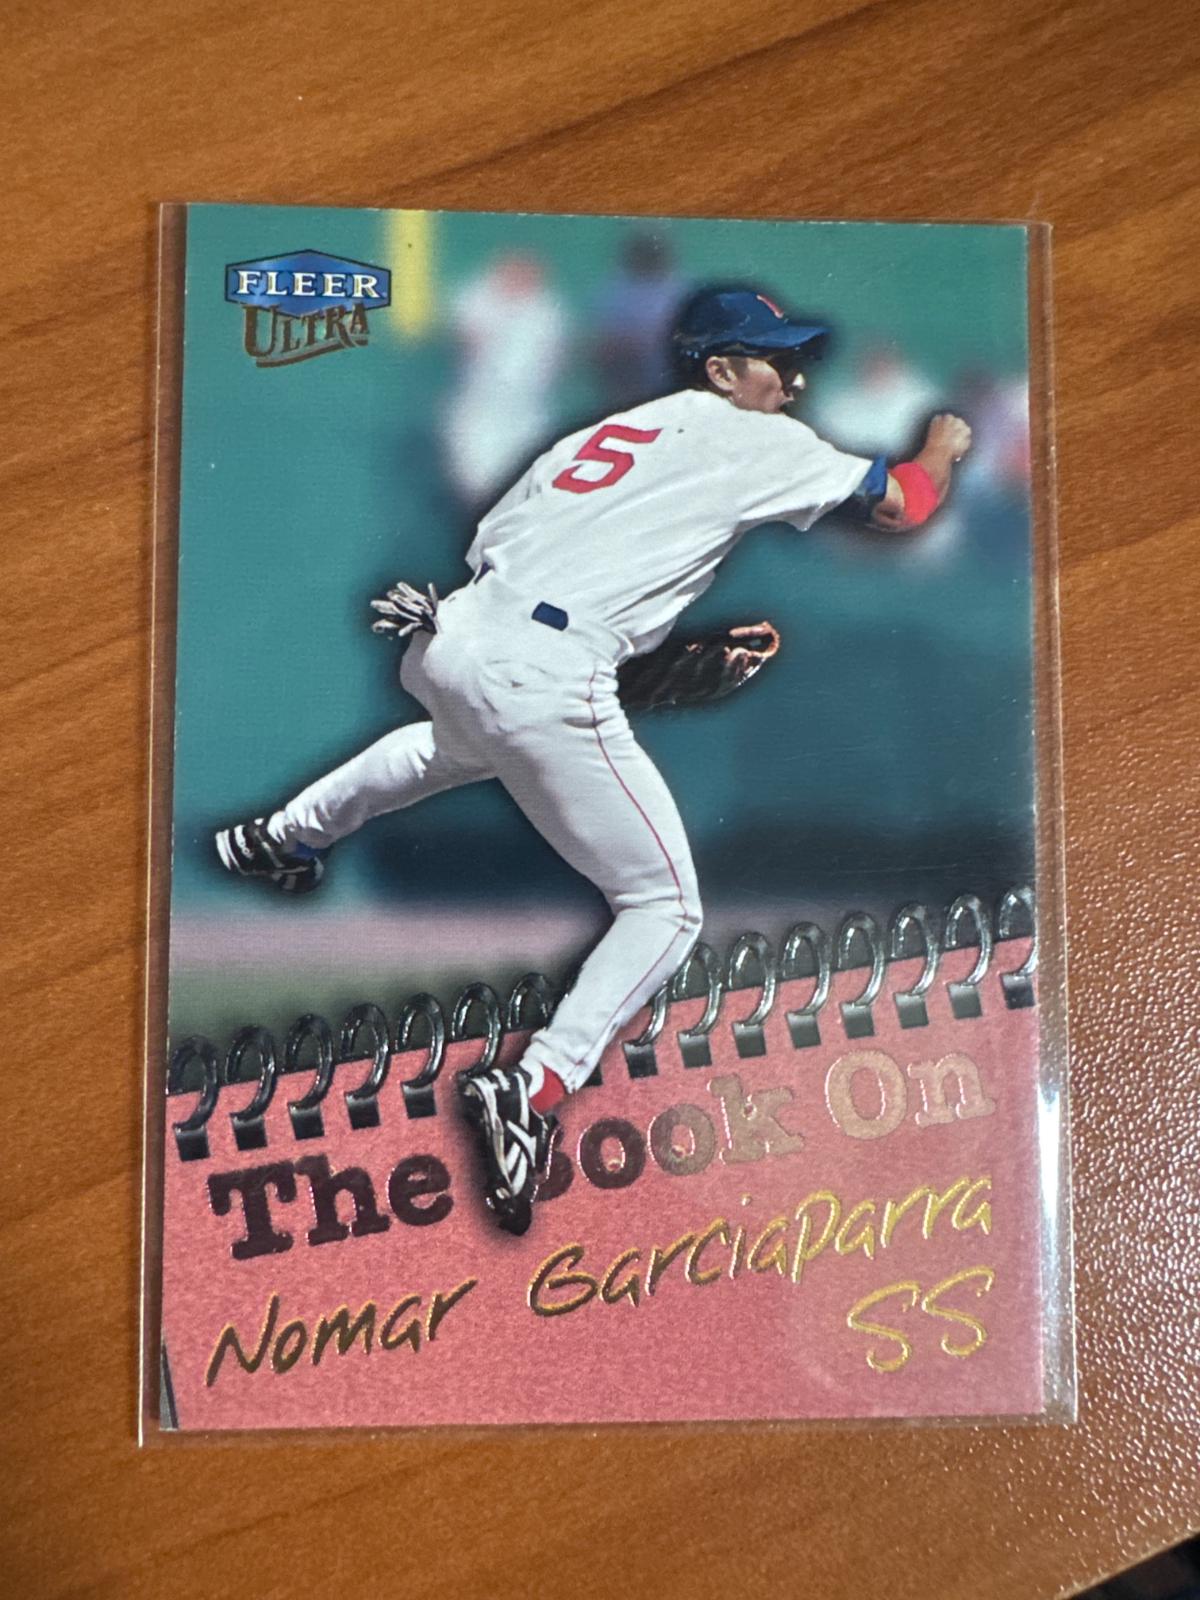 FLEER
ULTRA
5
The Book On
Nomar Garciaparra
SS